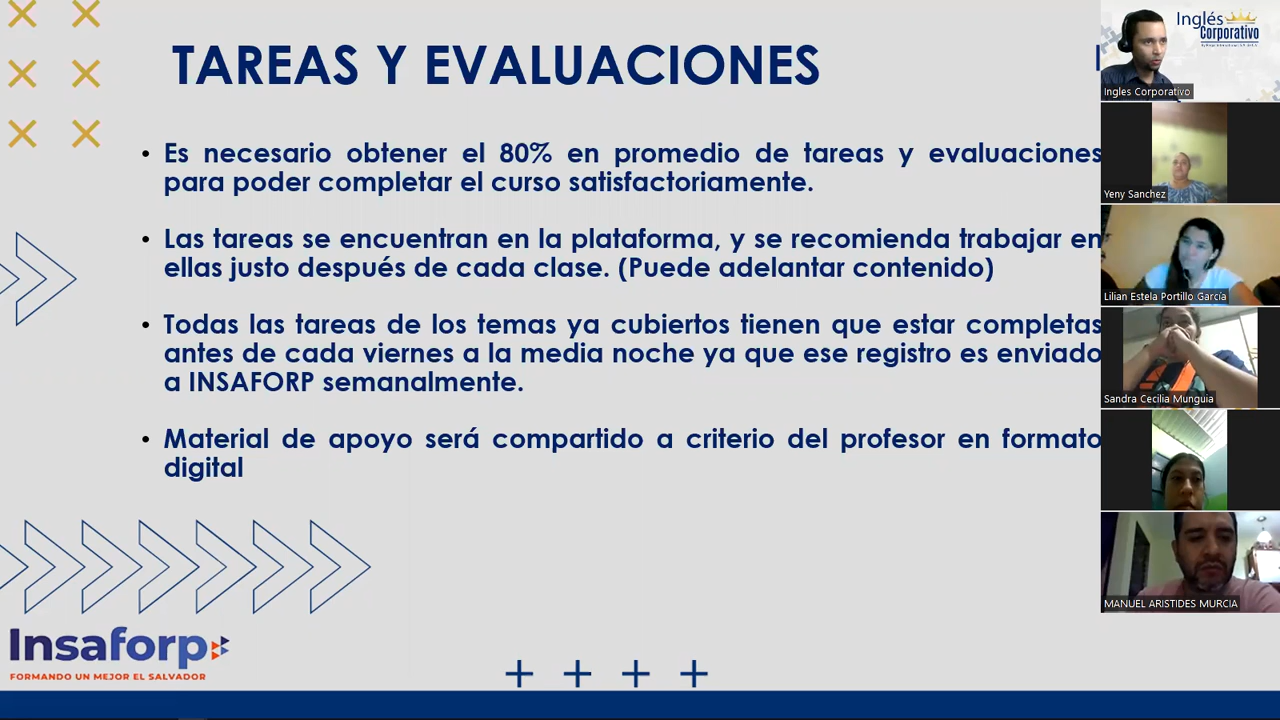 TAREAS Y EVALUACIONES
• Es necesario obtener el 80% en promedio de tareas y evaluaciones
para poder completar el curso satisfactoriamente.
• Las tareas se encuentran en la plataforma, y se recomienda trabajar en
ellas justo después de cada clase. (Puede adelantar contenido)
• Todas las tareas de los temas ya cubiertos tienen que estar completas
antes de cada viernes a la media noche ya que ese registro es enviado
a INSAFORP semanalmente.
• Material de apoyo será compartido a criterio del profesor en formato
digital
Insaforp
FORMANDO UN MEJOR EL SALVADOR
Inglés
Corporativo
Ingles Corporativo
Yeny Sanchez
Lilian Estela Portillo García
Sandra Cecilia Munguia
MANUEL ARISTIDES MURCIA